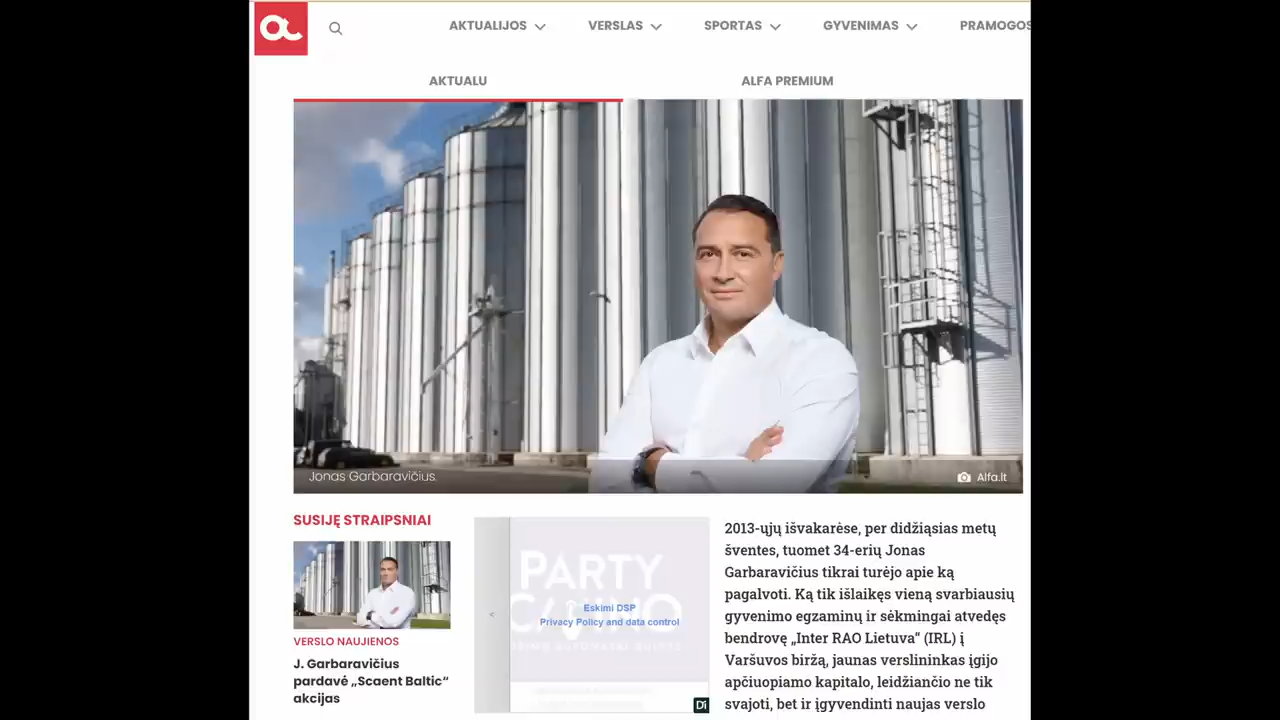 AKTUALIJOS
VERSLAS
SPORTAS
GYVENIMAS
PRAMOGOS
AKTUALU
ALFA PREMIUM
Jonas Garbaravičius
Alfa.lt
SUSIJĘ STRAIPSNIAI
VERSLO NAUJIENOS
J. Garbaravičius
pardavė „Scaent Baltic“
akcijas
<
PARTY
CASINO
Eskimi DSP
Privacy Policy and data control
2013-ųjų išvakarėse, per didžiąsias metų
šventes, tuomet 34-erių Jonas
Garbaravičius tikrai turėjo apie ką
pagalvoti. Ką tik išlaikęs vieną svarbiausių
gyvenimo egzaminų ir sėkmingai atvedęs
bendrovę „Inter RAO Lietuva“ (IRL) į
Varšuvos biržą, jaunas verslininkas įgijo
apčiuopiamo kapitalo, leidžiančio ne tik
svajoti, bet ir įgyvendinti naujas verslo